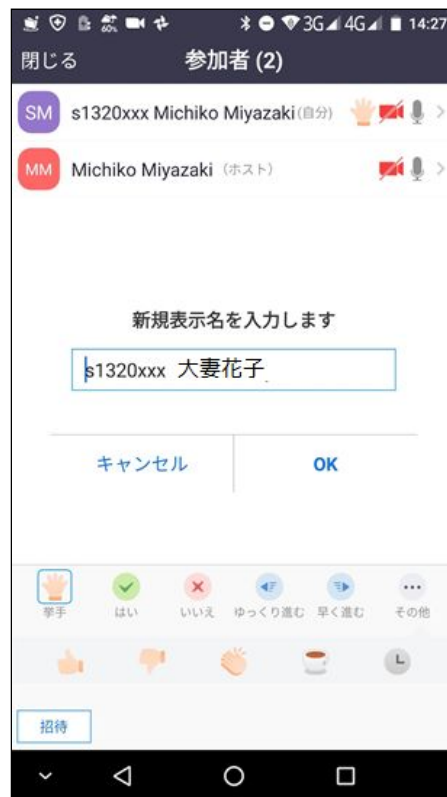 60% 3G 4G 14:27
閉じる 参加者 (2)
SM s1320xxx Michiko Miyazaki(自分)
MM Michiko Miyazaki (ホスト)
新規表示名を入力します
s1320xxx 大妻花子
キャンセル OK
挙手 はい いいえ ゆっくり進む 早く進む その他
招待